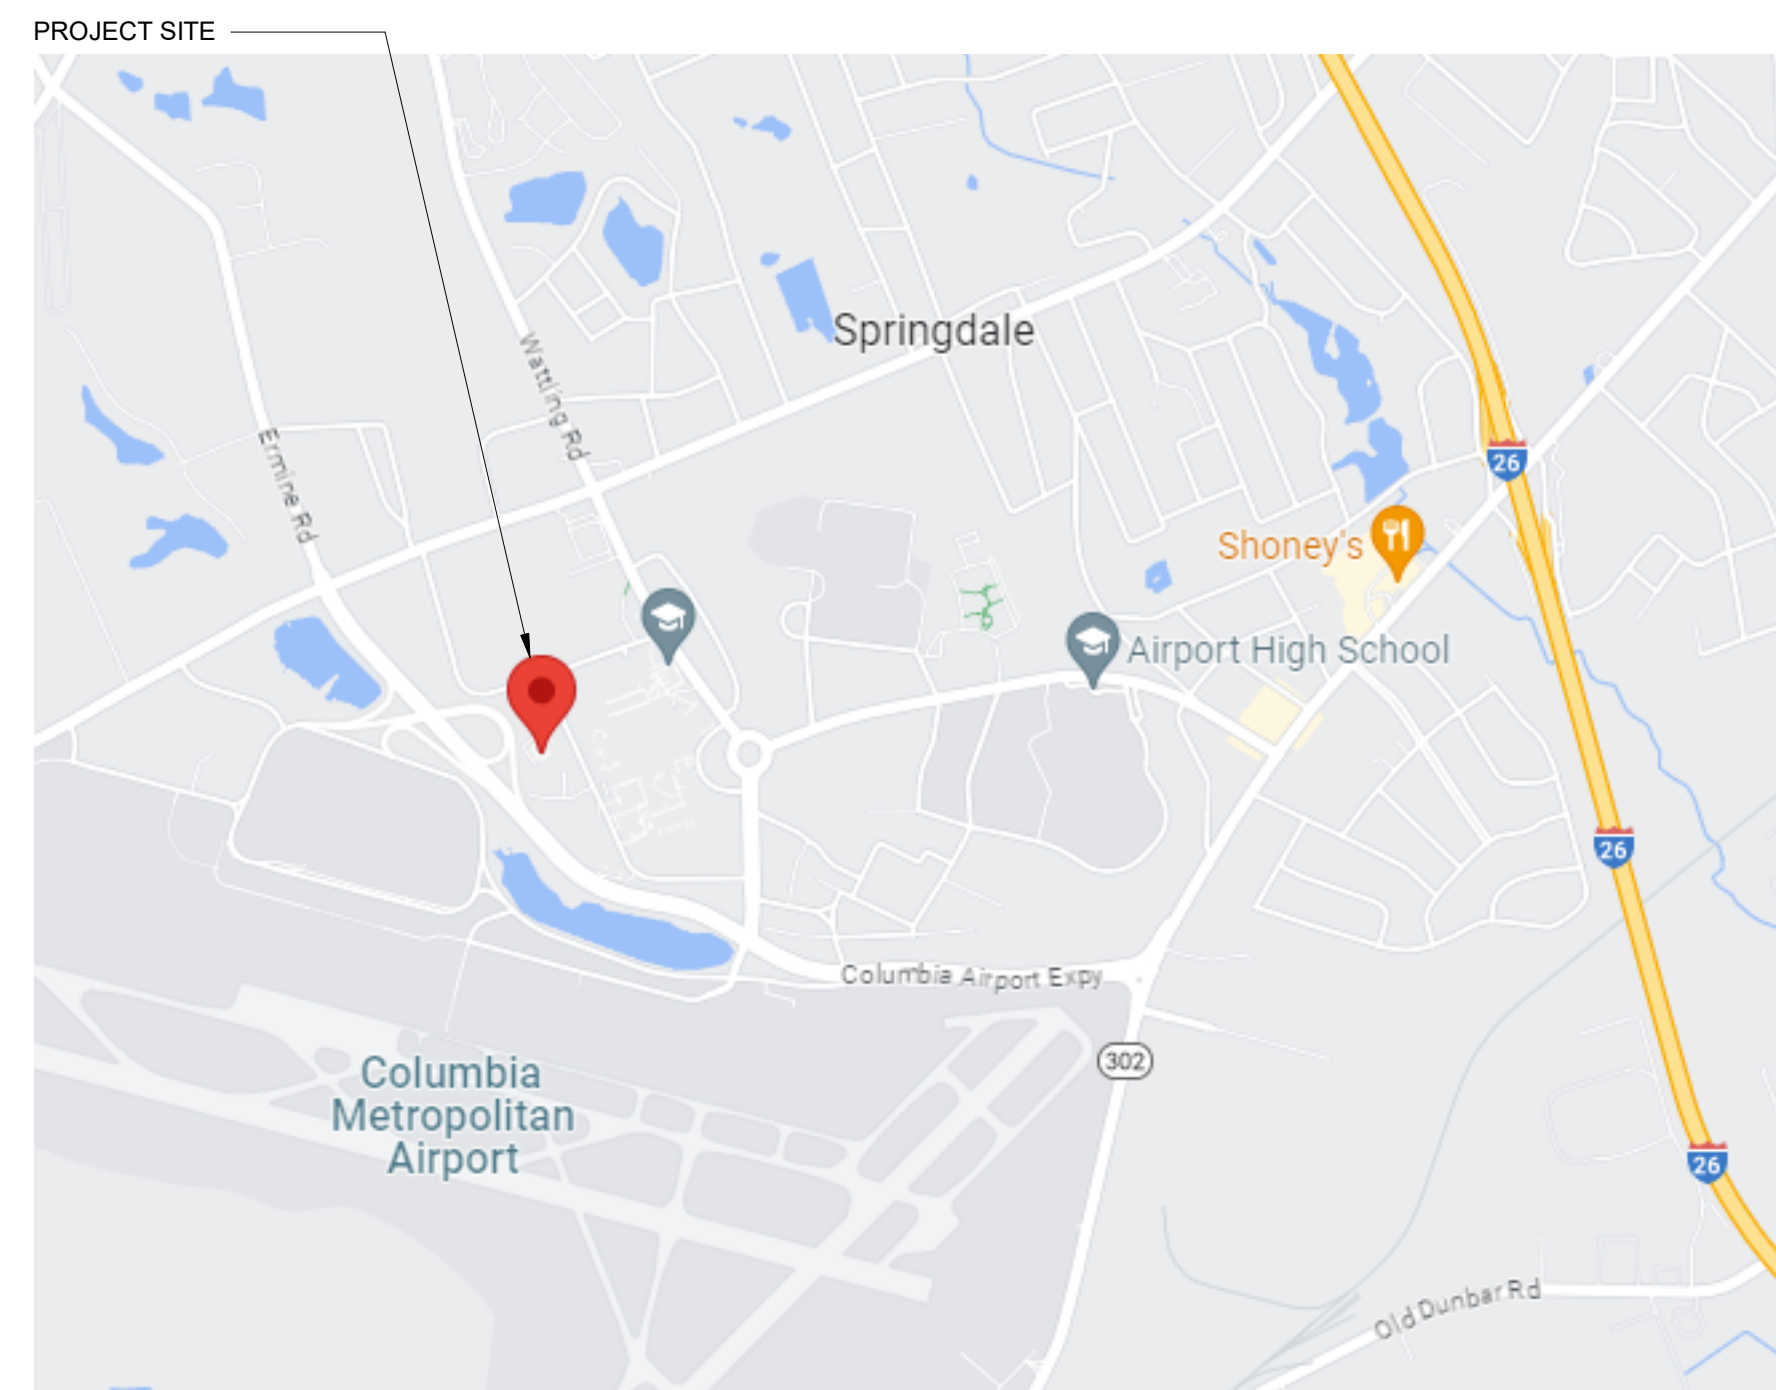 PROJECT SITE
Springdale
Wattling Rd
Ermine Rd
26
Shoney's
Airport High School
26
Columbia Airport Expy
302
Columbia
Metropolitan
Airport
26
Old Dunbar Rd